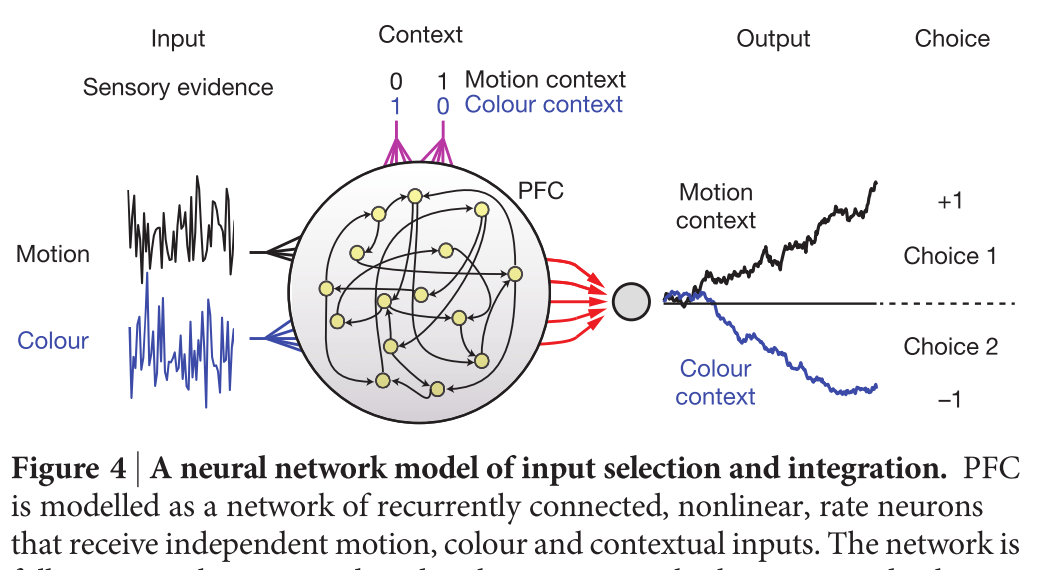 Input
Context
Output
Choice
Sensory evidence
0 1 Motion context
1 0 Colour context
PFC
Motion
Colour
Motion
context
Colour
context
+1
Choice 1
Choice 2
−1
Figure 4 | A neural network model of input selection and integration. PFC
is modelled as a network of recurrently connected, nonlinear, rate neurons
that receive independent motion, colour and contextual inputs. The network is